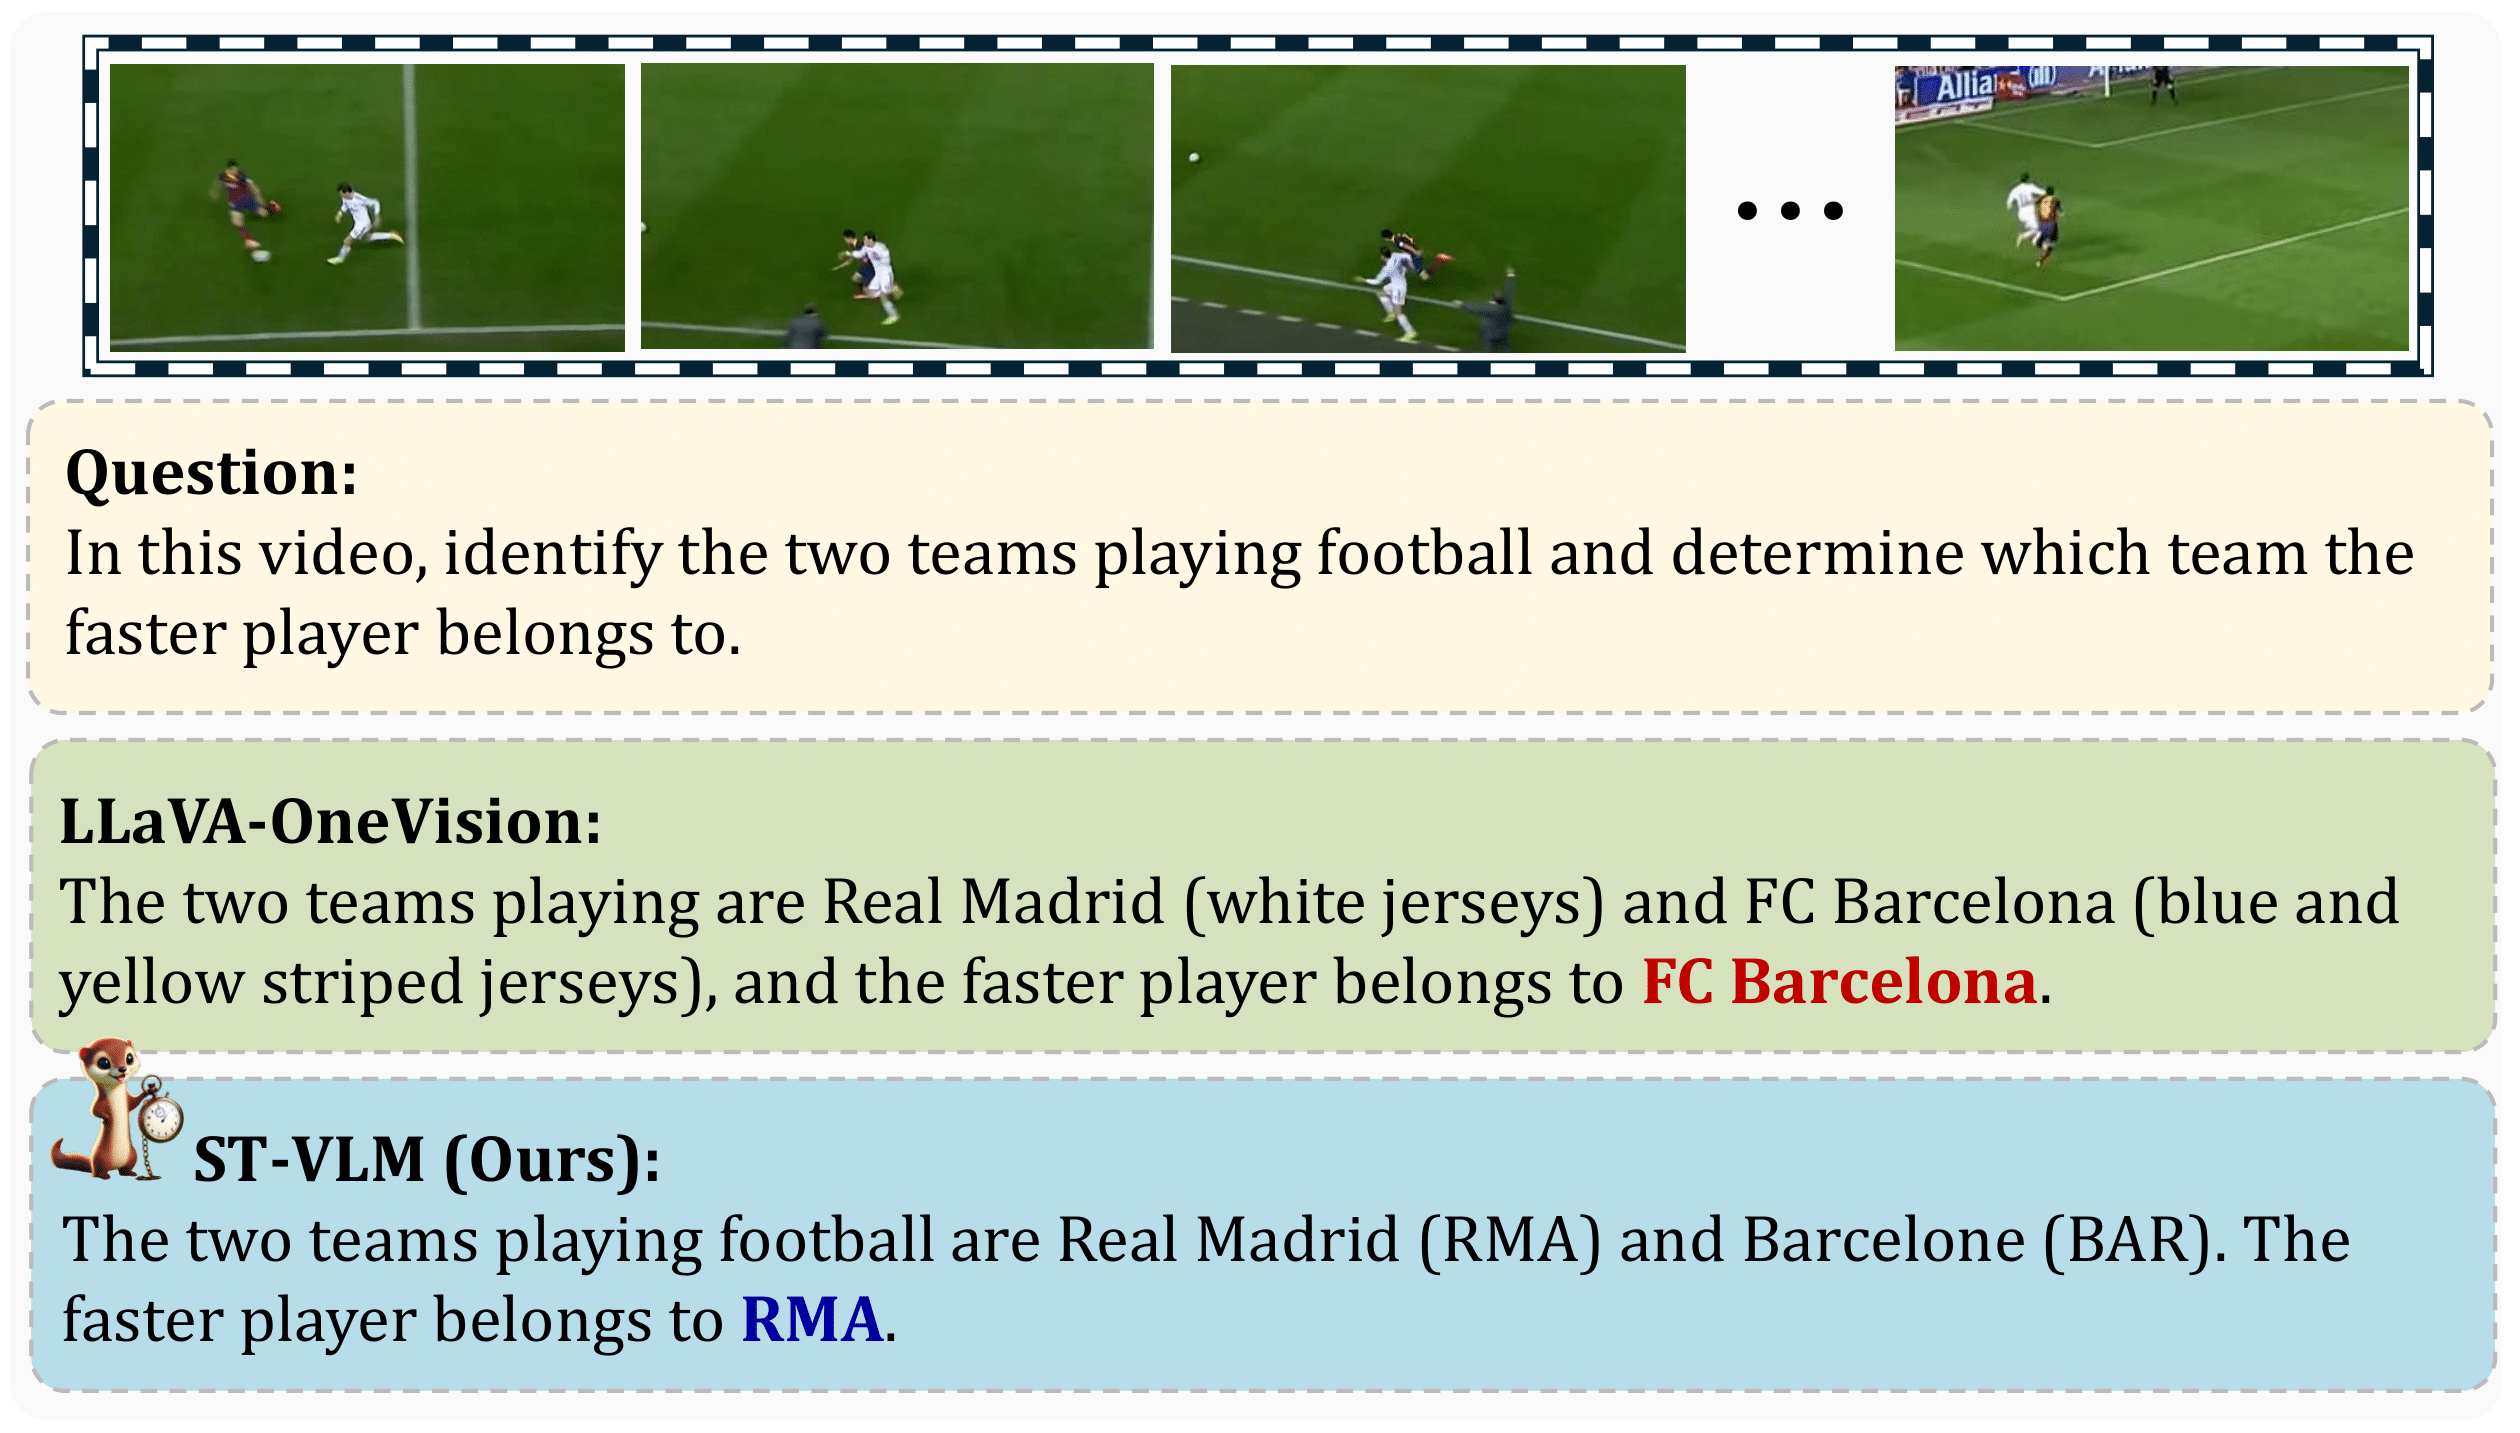 Allia
Question:
In this video, identify the two teams playing football and determine which team the
faster player belongs to.
LLaVA-OneVision:
The two teams playing are Real Madrid (white jerseys) and FC Barcelona (blue and
yellow striped jerseys), and the faster player belongs to FC Barcelona.
ST-VLM (Ours):
The two teams playing football are Real Madrid (RMA) and Barcelone (BAR). The
faster player belongs to RMA.